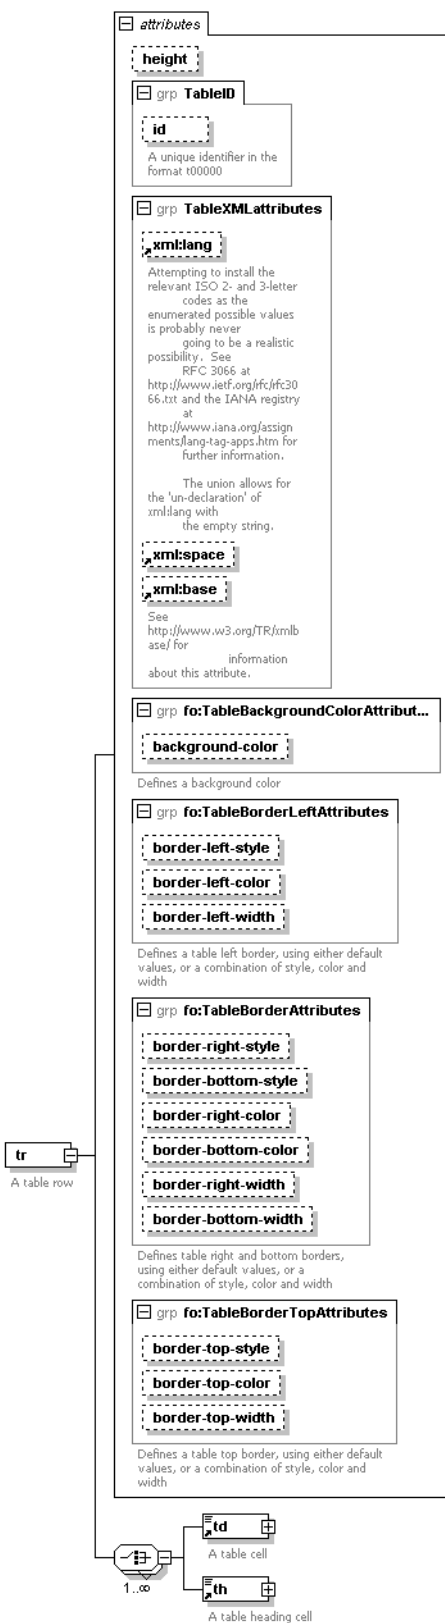 attributes
height
grp TableID
id
A unique identifier in the
format t00000
grp TableXMLattributes
xml:lang
Attempting to install the
relevant ISO 2- and 3-letter
codes as the
enumerated possible values
is probably never
going to be a realistic
possibility. See
RFC 3066 at
http://www.ietf.org/rfc/rfc30
66.txt and the IANA registry
at
http://www.iana.org/assign
ments/lang-tag-apps.htm for
further information.
The union allows for
the 'un-declaration' of
xml:lang with
the empty string.
xml:space
xml:base
See
http://www.w3.org/TR/xmlb
ase/ for
information
about this attribute.
grp fo:TableBackgroundColorAttribut...
background-color
Defines a background color
grp fo:TableBorderLeftAttributes
border-left-style
border-left-color
border-left-width
Defines a table left border, using either default
values, or a combination of style, color and
width
grp fo:TableBorderAttributes
border-right-style
border-bottom-style
border-right-color
border-bottom-color
border-right-width
border-bottom-width
Defines table right and bottom borders,
using either default values, or a
combination of style, color and width
tr
A table row
grp fo:TableBorderTopAttributes
border-top-style
border-top-color
border-top-width
Defines a table top border, using either default
values, or a combination of style, color and
width
1..∞
td
A table cell
th
A table heading cell